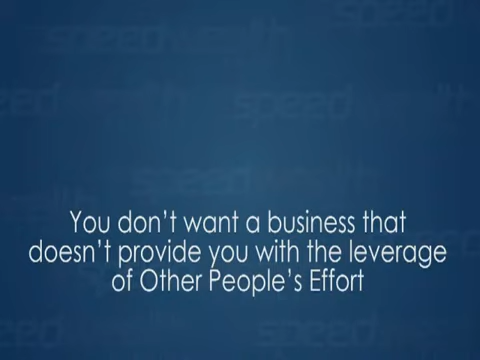 You don't want a business that
doesn't provide you with the leverage
of Other People's Effort